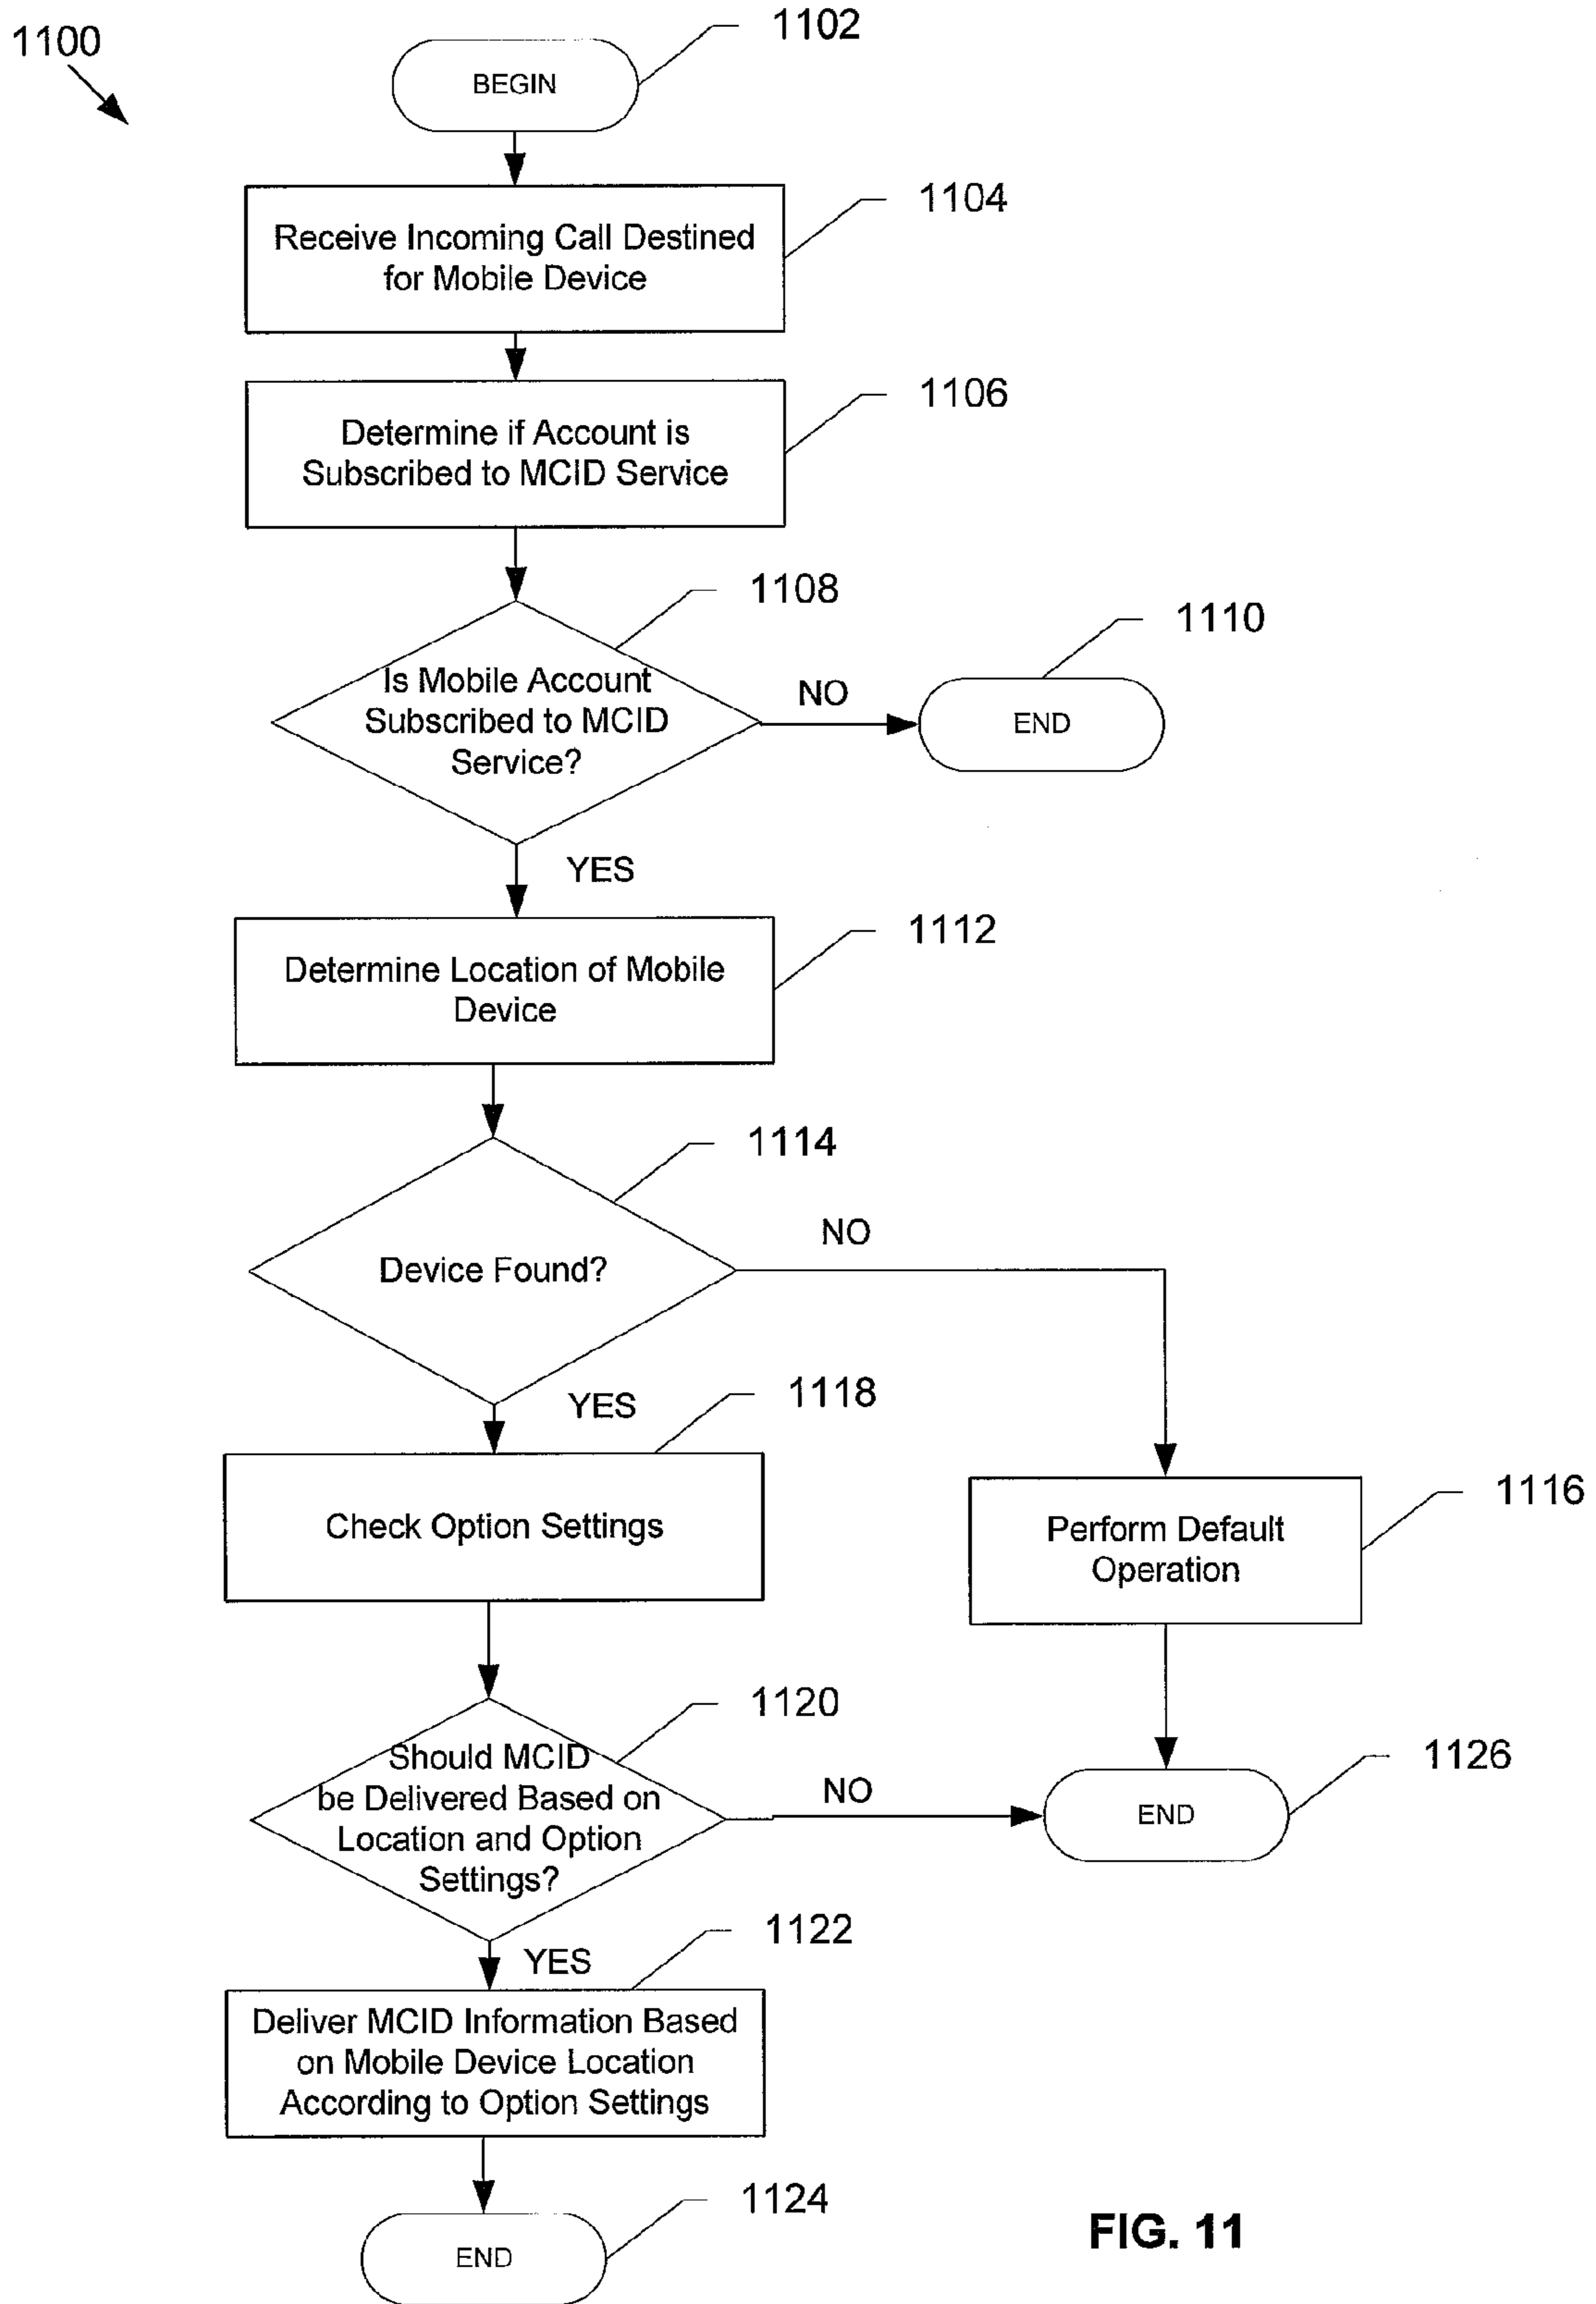 1100
1102
BEGIN
1104
Receive Incoming Call Destined
for Mobile Device
1106
Determine if Account is
Subscribed to MCID Service
1108
Is Mobile Account
Subscribed to MCID
Service?
NO
1110
END
YES
1112
Determine Location of Mobile
Device
1114
Device Found?
NO
YES
1118
Check Option Settings
1116
Perform Default
Operation
1120
Should MCID
be Delivered Based on
Location and Option
Settings?
NO
1126
END
YES
1122
Deliver MCID Information Based
on Mobile Device Location
According to Option Settings
1124
END
FIG. 11